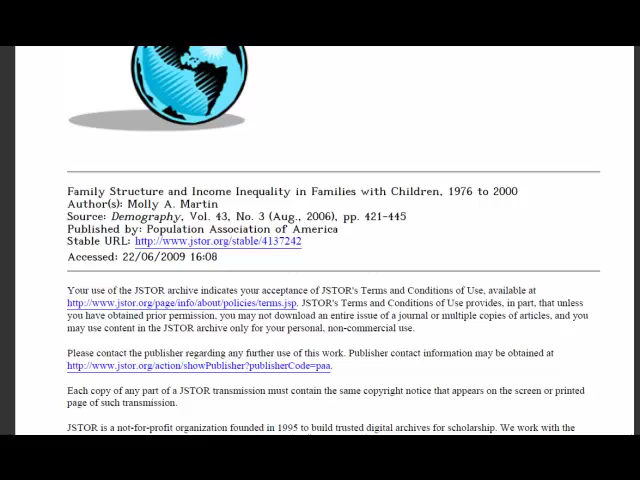 Family Structure and Income Inequality in Families with Children, 1976 to 2000
Author(s): Molly A. Martin
Source: Demography, Vol. 43, No. 3 (Aug., 2006), pp. 421-445
Published by: Population Association of America
Stable URL: http://www.jstor.org/stable/4137242
Accessed: 22/06/2009 16:08
Your use of the JSTOR archive indicates your acceptance of JSTOR's Terms and Conditions of Use, available at
http://www.jstor.org/page/info/about/policies/terms.jsp. JSTOR's Terms and Conditions of Use provides, in part, that unless
you have obtained prior permission, you may not download an entire issue of a journal or multiple copies of articles, and you
may use content in the JSTOR archive only for your personal, non-commercial use.
Please contact the publisher regarding any further use of this work. Publisher contact information may be obtained at
http://www.jstor.org/action/showPublisher?publisherCode=paa.
Each copy of any part of a JSTOR transmission must contain the same copyright notice that appears on the screen or printed
page of such transmission.
JSTOR is a not-for-profit organization founded in 1995 to build trusted digital archives for scholarship. We work with the